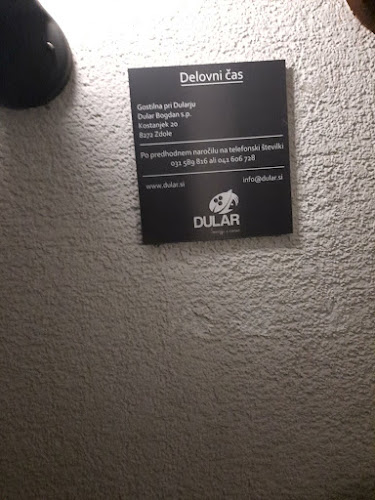 Delovni čas
Gostilna pri Dularju
Dular Bogdan s.p.
Kostanjek 20
8272 Zdole
Po predhodnem naročilu na telefonski številki
031 589 816 ali 041 606 728
www.dular.si info@dular.si
DULAR